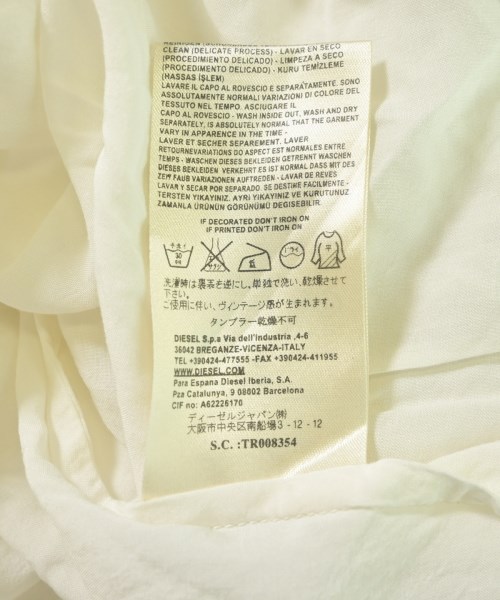 CLEAN (DELICATE PROCESS) - LAVAR EN SECO
(PROCEDIMIENTO DELICADO) - LIMPEZA A SECO
(PROCEDIMENTO DELICADO) - KURU TEMIZLEME
(HASSAS IŞLEM)
LAVARE IL CAPO AL ROVESCIO E SEPARATAMENTE, SONO
ASSOLUTAMENTE NORMALI VARIAZIONI DI COLORE DEL
TESSUTO NEL TEMPO. ASCIUGARE IL
CAPO AL ROVESCIO - WASH INSIDE OUT, WASH AND DRY
SEPARATELY, IS ABSOLUTELY NORMAL THAT THE GARMENT
VARY IN APPARENCE IN THE TIME -
LAVER ET SECHER SEPAREMENT. LAVER
RETOURNEVARIATIONS DO ASPECT EST NORMALES ENTRE
TEMPS - WASCHEN DIESES BEKLEIDEN GETRENNT WASCHEN
DIESES BEKLEIDEN VERKEHRT ES IST NORMAL DASS MIT DES
ZEIT FAUB VARIATIONEN AUFTREDEN - LAVAR DE REVES
LAVAR Y SECAR POR SEPARADO. SE DESTIÑE FACILMENTE -
TERSTEN YIKAYINIZ. AYRI YIKAYINIZ VE KURUTUNUZ
ZAMANLA ÜRÜNÜN GÖRÜNÜMÜ DEGISEBILIR.
IF DECORATED DON'T IRON ON
IF PRINTED DON'T IRON ON
洗濯時は裏表を逆にし、単独で洗い、乾燥させて
下さい。
ご使用に伴い、ヴィンテージ感が生まれます。
タンブラー乾燥不可
DIESEL S.p.a Via dell'Industria ,4-6
36042 BREGANZE-VICENZA-ITALY
TEL +390424-477555 -FAX +390424-411955
WWW.DIESEL.COM
Para Espana Diesel Iberia, S.A.
Pza Catalunya, 9 08002 Barcelona
CIF no: A62226170
ディーゼルジャパン(株)
大阪市中央区南船場3-12-12
S.C. :TR008354